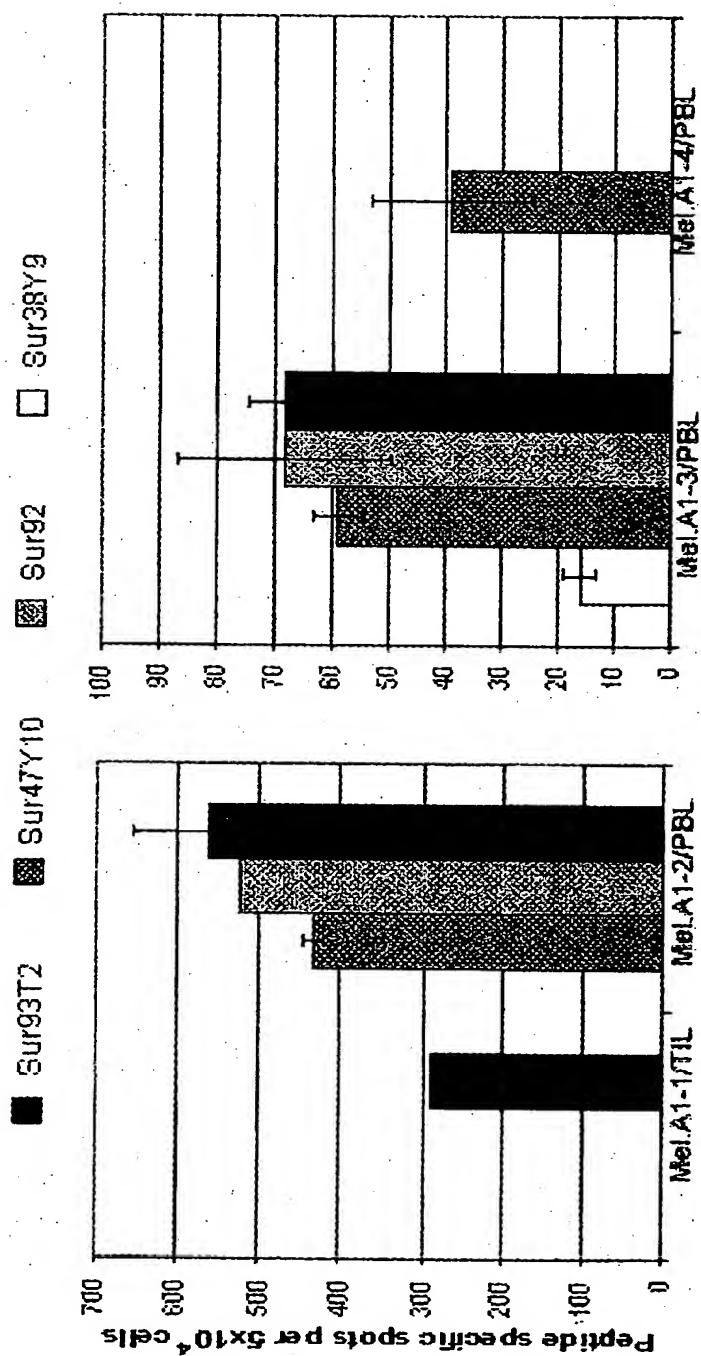 Sur93T2
Sur47Y10
Sur92
Sur38Y9
Peptide specific spots per 5x10⁴ cells
700
600
500
400
300
200
100
0
Mel.A1-1/TIL
Mel.A1-2/PBL
100
90
80
70
60
50
40
30
20
10
0
Mel.A1-3/PBL
Mel.A1-4/PBL